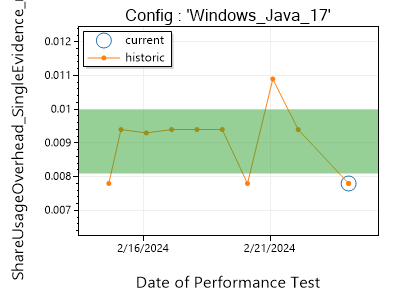 Config : 'Windows_Java_17'
ShareUsageOverhead_SingleEvidence_
current
historic
0.012
0.011
0.01
0.009
0.008
0.007
2/16/2024
2/21/2024
Date of Performance Test